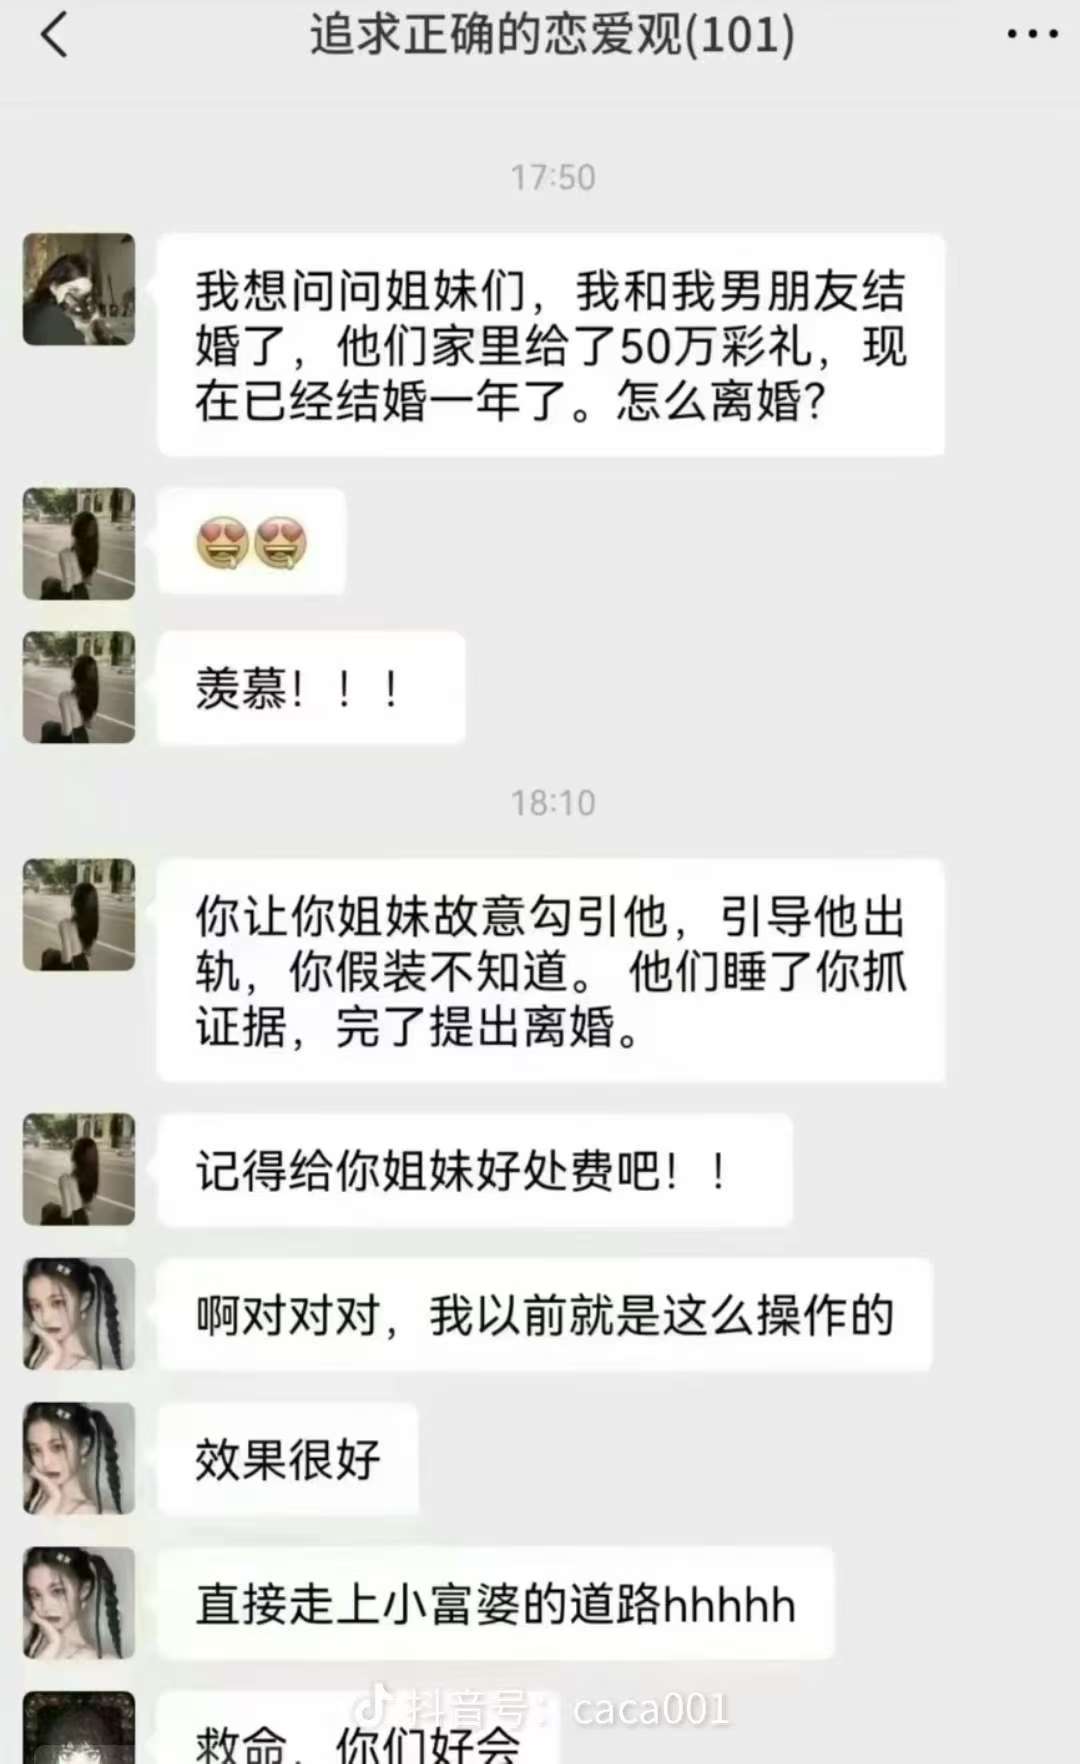 追求正确的恋爱观(101)
17:50
我想问问姐妹们，我和我男朋友结
婚了，他们家里给了50万彩礼，现
在已经结婚一年了。怎么离婚？
羡慕！！！
18:10
你让你姐妹故意勾引他，引导他出
轨，你假装不知道。他们睡了你抓
证据，完了提出离婚。
记得给你姐妹好处费吧！！
啊对对对，我以前就是这么操作的
效果很好
直接走上小富婆的道路hhhhh
抖音号：caca001
救命，你们好会